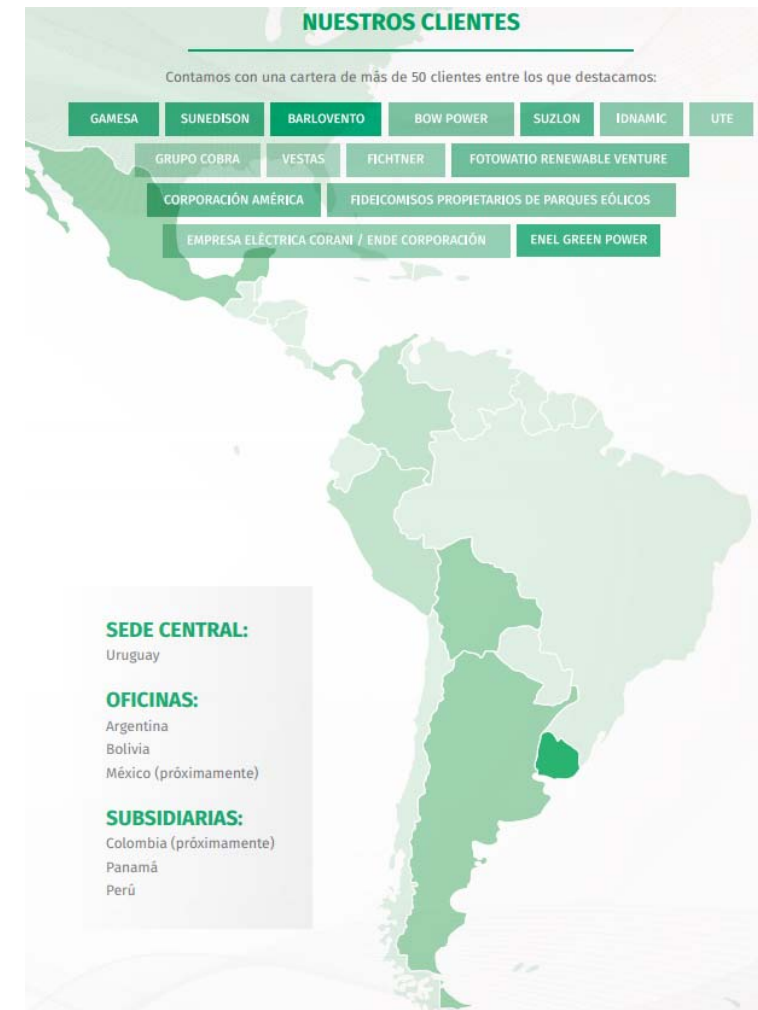 NUESTROS CLIENTES
Contamos con una cartera de más de 50 clientes entre los que destacamos:
GAMESA SUNEDISON BARLOVENTO BOW POWER SUZLON IDNAMIC UTE
GRUPO COBRA VESTAS FICHTNER FOTOWATIO RENEWABLE VENTURE
CORPORACIÓN AMÉRICA FIDEICOMISOS PROPIETARIOS DE PARQUES EÓLICOS
EMPRESA ELÉCTRICA CORANI / ENDE CORPORACIÓN ENEL GREEN POWER
SEDE CENTRAL:
Uruguay
OFICINAS:
Argentina
Bolivia
México (próximamente)
SUBSIDIARIAS:
Colombia (próximamente)
Panamá
Perú